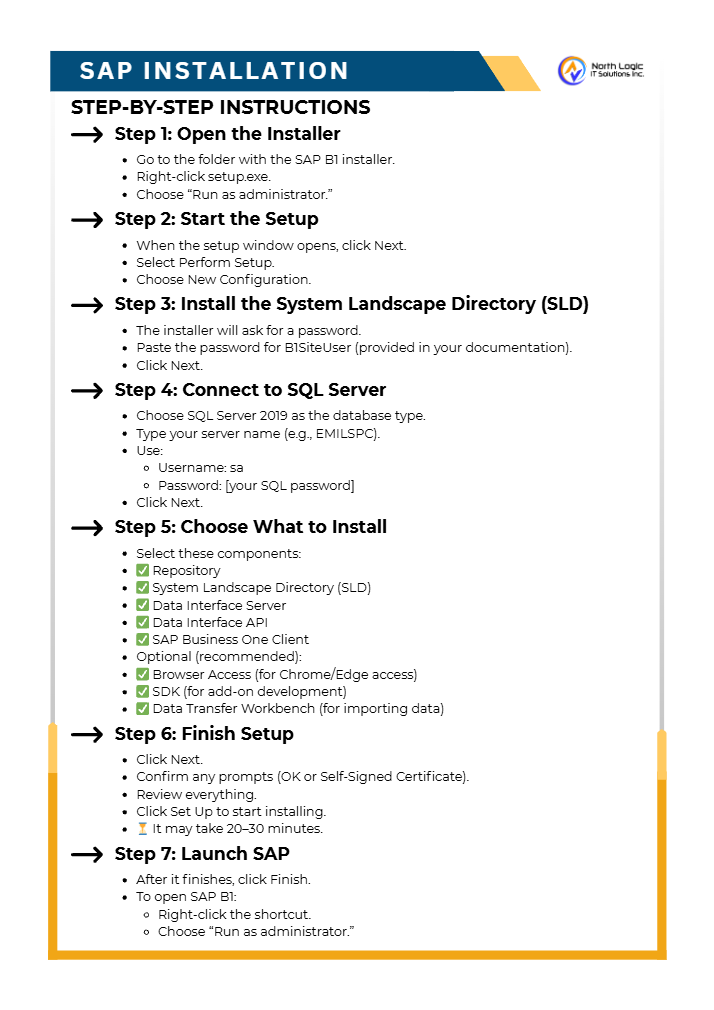 SAP INSTALLATION
North Logic
IT Solutions Inc.
STEP-BY-STEP INSTRUCTIONS
Step 1: Open the Installer
• Go to the folder with the SAP B1 installer.
• Right-click setup.exe.
• Choose “Run as administrator.”
Step 2: Start the Setup
• When the setup window opens, click Next.
• Select Perform Setup.
• Choose New Configuration.
Step 3: Install the System Landscape Directory (SLD)
• The installer will ask for a password.
• Paste the password for B1SiteUser (provided in your documentation).
• Click Next.
Step 4: Connect to SQL Server
• Choose SQL Server 2019 as the database type.
• Type your server name (e.g., EMILSPC).
• Use:
◦ Username: sa
◦ Password: [your SQL password]
• Click Next.
Step 5: Choose What to Install
• Select these components:
• ✅ Repository
• ✅ System Landscape Directory (SLD)
• ✅ Data Interface Server
• ✅ Data Interface API
• ✅ SAP Business One Client
• Optional (recommended):
• ✅ Browser Access (for Chrome/Edge access)
• ✅ SDK (for add-on development)
• ✅ Data Transfer Workbench (for importing data)
Step 6: Finish Setup
• Click Next.
• Confirm any prompts (OK or Self-Signed Certificate).
• Review everything.
• Click Set Up to start installing.
• ⏳ It may take 20–30 minutes.
Step 7: Launch SAP
• After it finishes, click Finish.
• To open SAP B1:
◦ Right-click the shortcut.
◦ Choose “Run as administrator.”